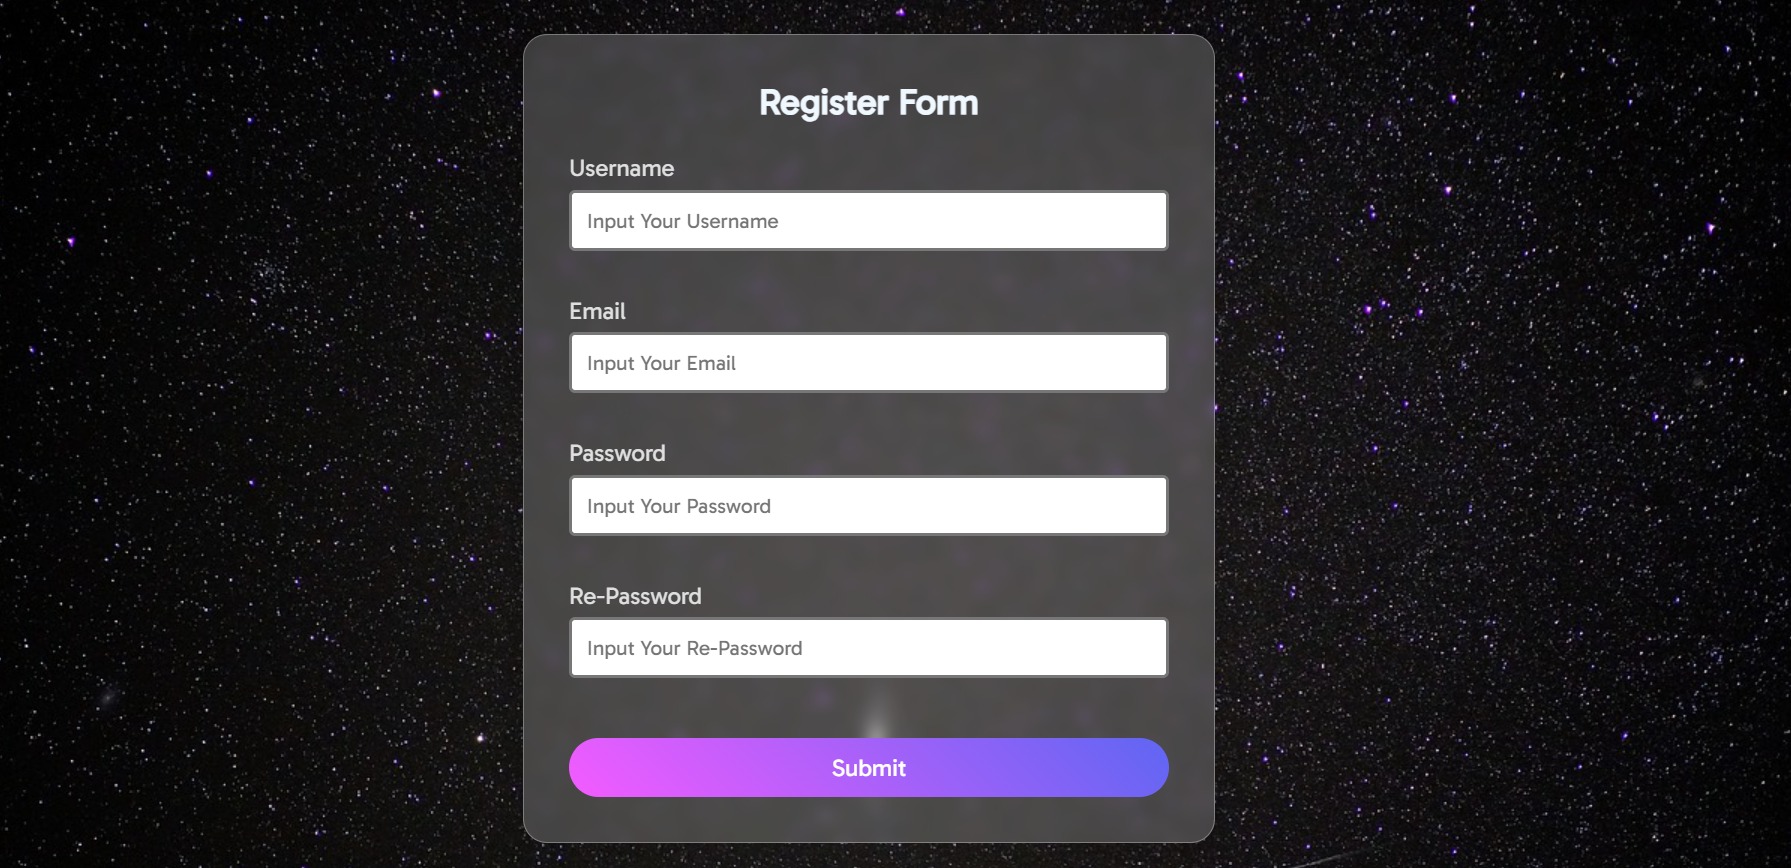 Register Form
Username
Input Your Username
Email
Input Your Email
Password
Input Your Password
Re-Password
Input Your Re-Password
Submit